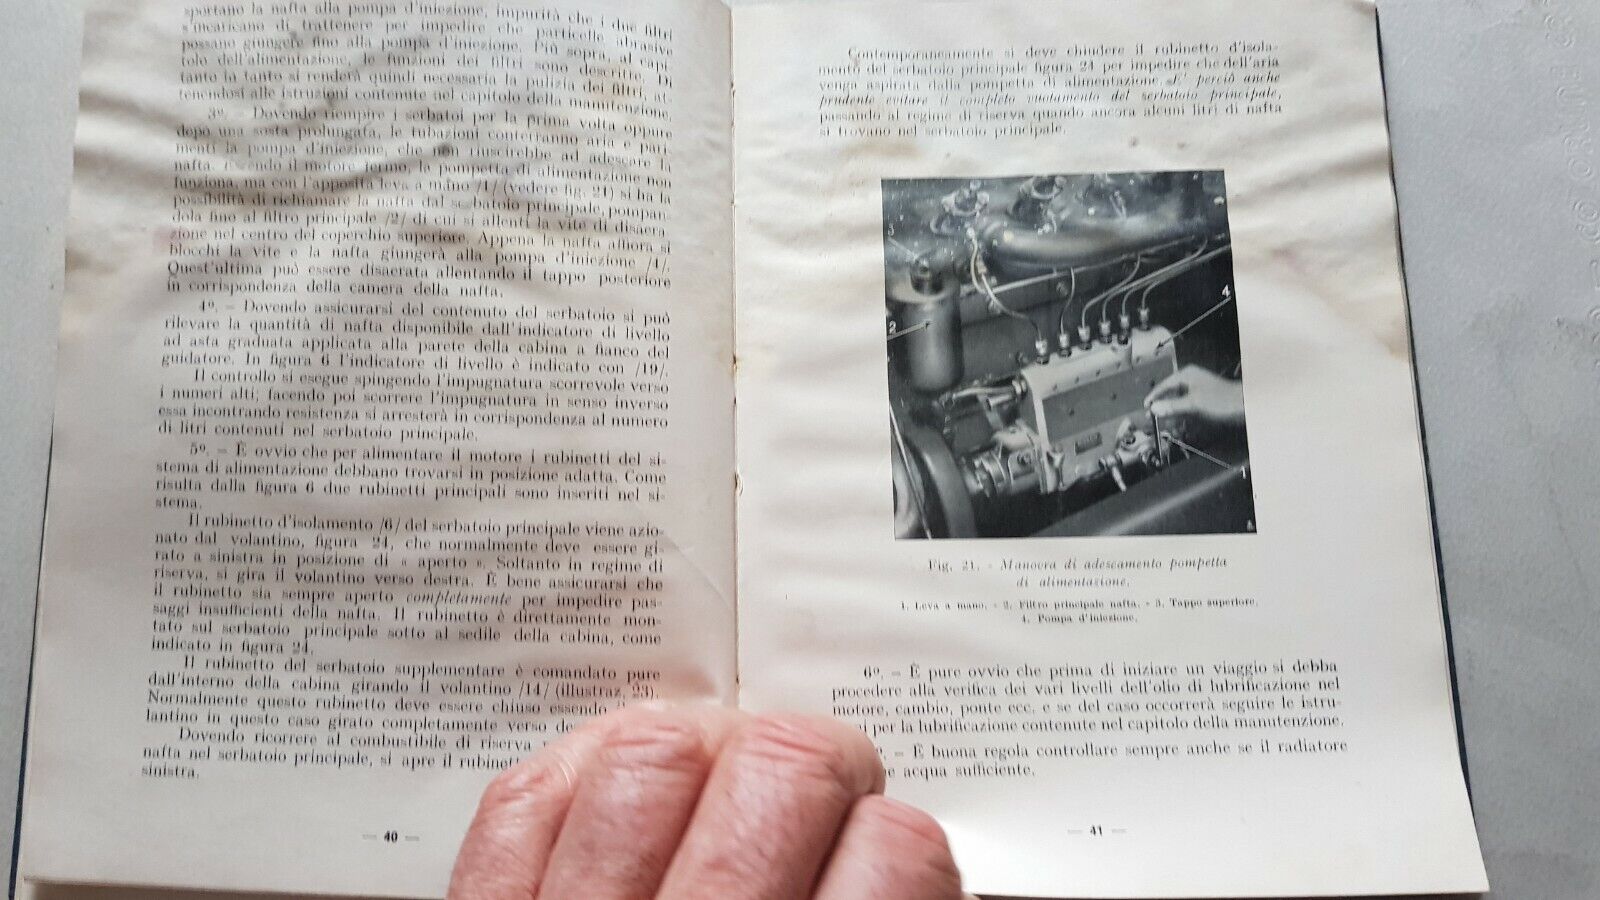 sportano la nafta alla pompa d'iniezione, impurità che i due filtri
s'incaricano di trattenere per impedire che particelle abrasive
possano giungere fino alla pompa d'iniezione. Più sopra, al capi-
tolo dell'alimentazione, le funzioni dei filtri sono descritte. Di
tanto in tanto si renderà quindi necessaria la pulizia dei filtri, at-
tenendosi alle istruzioni contenute nel capitolo della manutenzione.
3º. – Dovendo riempire i serbatoi per la prima volta oppure
dopo una sosta prolungata, le tubazioni conterranno aria e pari-
menti la pompa d'iniezione, che non riuscirebbe ad adescare la
nafta. Essendo il motore fermo, la pompetta di alimentazione non
funziona, ma con l'apposita leva a mano /1/ (vedere fig. 21) si ha la
possibilità di richiamare la nafta dal serbatoio principale, pompan-
dola fino al filtro principale /2/ di cui si allenti la vite di disaera-
zione nel centro del coperchio superiore. Appena la nafta affiora si
blocchi la vite e la nafta giungerà alla pompa d'iniezione /4/.
Quest'ultima può essere disaerata allentando il tappo posteriore
in corrispondenza della camera della nafta.
4º. – Dovendo assicurarsi del contenuto del serbatoio si può
rilevare la quantità di nafta disponibile dall'indicatore di livello
ad asta graduata applicata alla parete della cabina a fianco del
guidatore. In figura 6 l'indicatore di livello è indicato con /19/.
Il controllo si esegue spingendo l'impugnatura scorrevole verso
i numeri alti; facendo poi scorrere l'impugnatura in senso inverso
essa incontrando resistenza si arresterà in corrispondenza al numero
di litri contenuti nel serbatoio principale.
5º. – È ovvio che per alimentare il motore i rubinetti del si-
stema di alimentazione debbano trovarsi in posizione adatta. Come
risulta dalla figura 6 due rubinetti principali sono inseriti nel si-
stema.
Il rubinetto d'isolamento /6/ del serbatoio principale viene azio-
nato dal volantino, figura 24, che normalmente deve essere gi-
rato a sinistra in posizione di « aperto ». Soltanto in regime di
riserva, si gira il volantino verso destra. È bene assicurarsi che
il rubinetto sia sempre aperto completamente per impedire pas-
saggi insufficienti della nafta. Il rubinetto è direttamente mon-
tato sul serbatoio principale sotto al sedile della cabina, come
indicato in figura 24.
Il rubinetto del serbatoio supplementare è comandato pure
dall'interno della cabina girando il volantino /14/ (illustraz. 23).
Normalmente questo rubinetto deve essere chiuso essendo il
lantino in questo caso girato completamente verso
Dovendo ricorrere al combustibile di riserva
nafta nel serbatoio principale, si apre il rubinett
sinistra.
— 40 —
Contemporaneamente si deve chiudere il rubinetto d'isola-
mento del serbatoio principale figura 24 per impedire che dell'aria
venga aspirata dalla pompetta di alimentazione. E' perciò anche
prudente evitare il completo vuotamento del serbatoio principale,
passando al regime di riserva quando ancora alcuni litri di nafta
si trovano nel serbatoio principale.
3
4
2
1
Fig. 21. - Manovra di adescamento pompetta
di alimentazione.
1. Leva a mano. - 2. Filtro principale nafta. - 3. Tappo superiore.
4. Pompa d'iniezione.
6º. – È pure ovvio che prima di iniziare un viaggio si debba
procedere alla verifica dei vari livelli dell'olio di lubrificazione nel
motore, cambio, ponte ecc. e se del caso occorrerà seguire le istru-
ni per la lubrificazione contenute nel capitolo della manutenzione.
º. – È buona regola controllare sempre anche se il radiatore
ne acqua sufficiente.
— 41 —